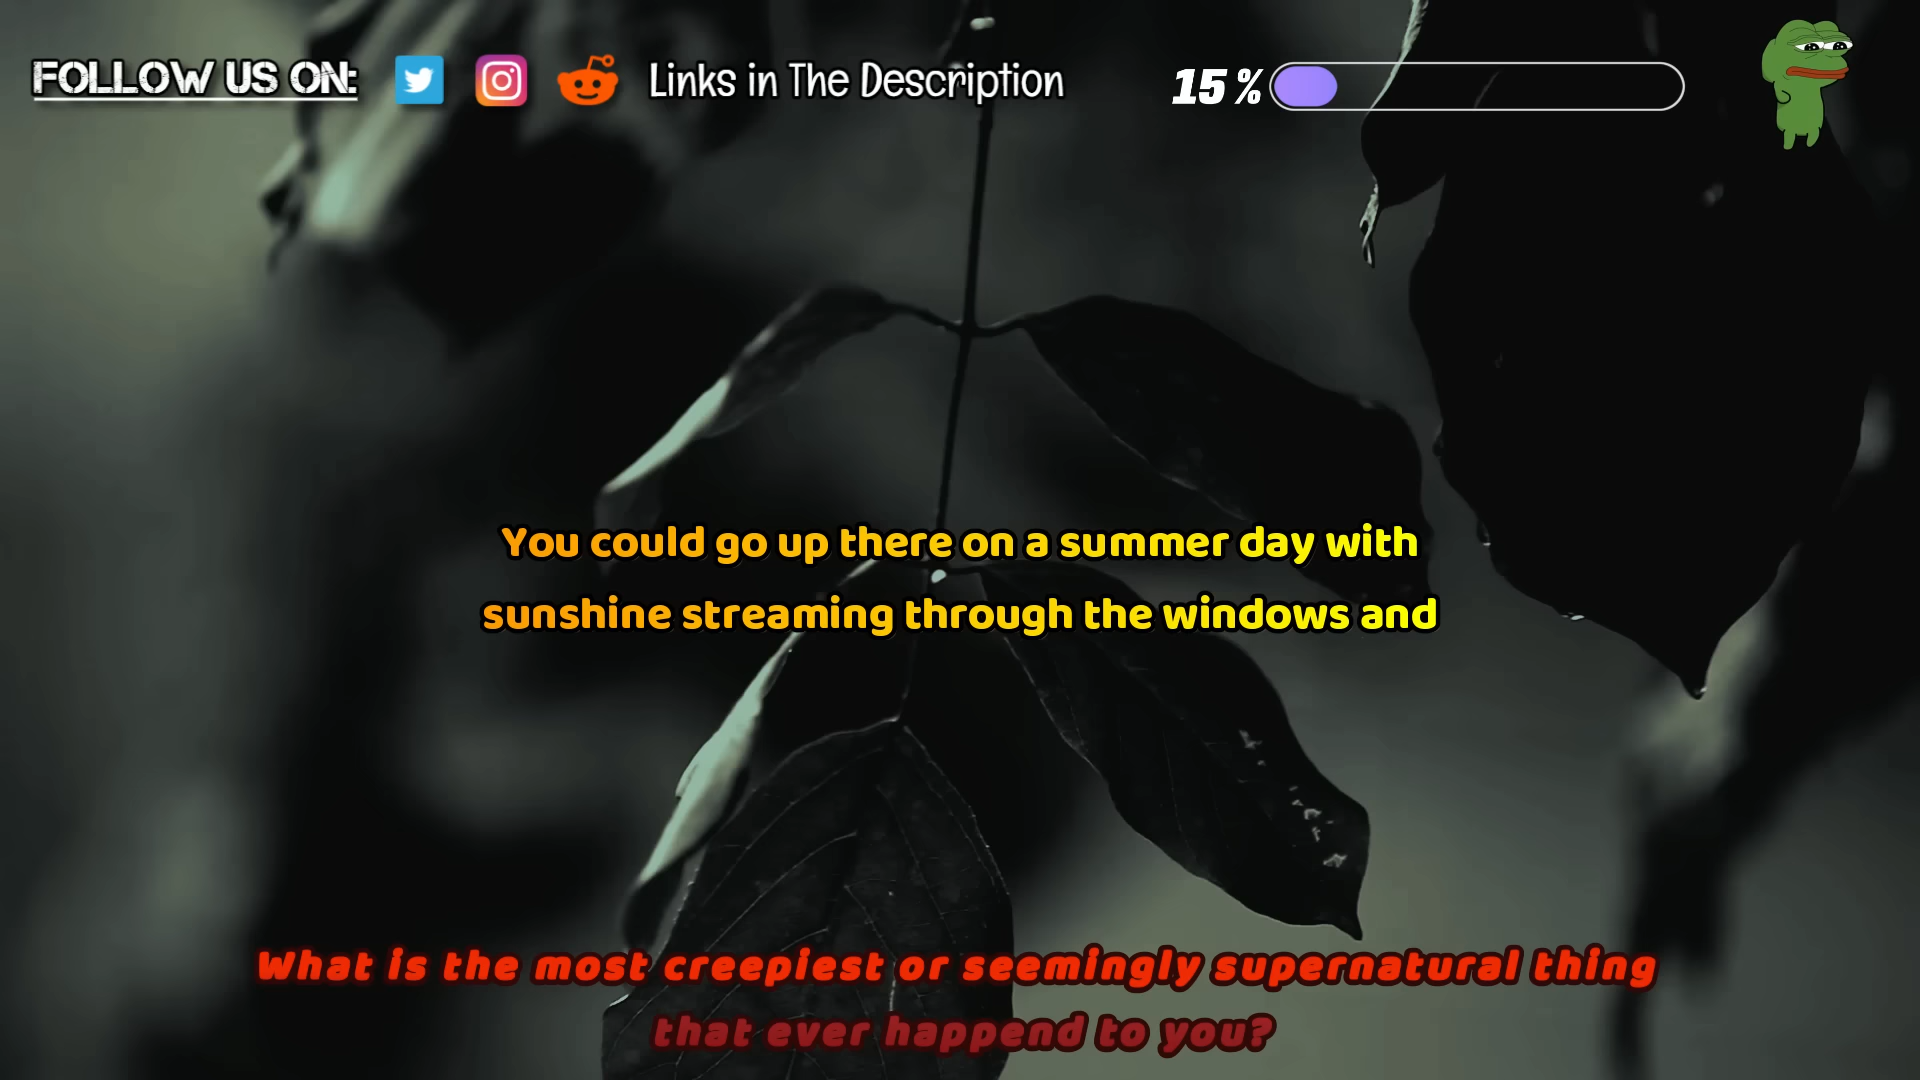 FOLLOW US ON: Links in The Description 15 %
You could go up there on a summer day with
sunshine streaming through the windows and
What is the most creepiest or seemingly supernatural thing
that ever happend to you?